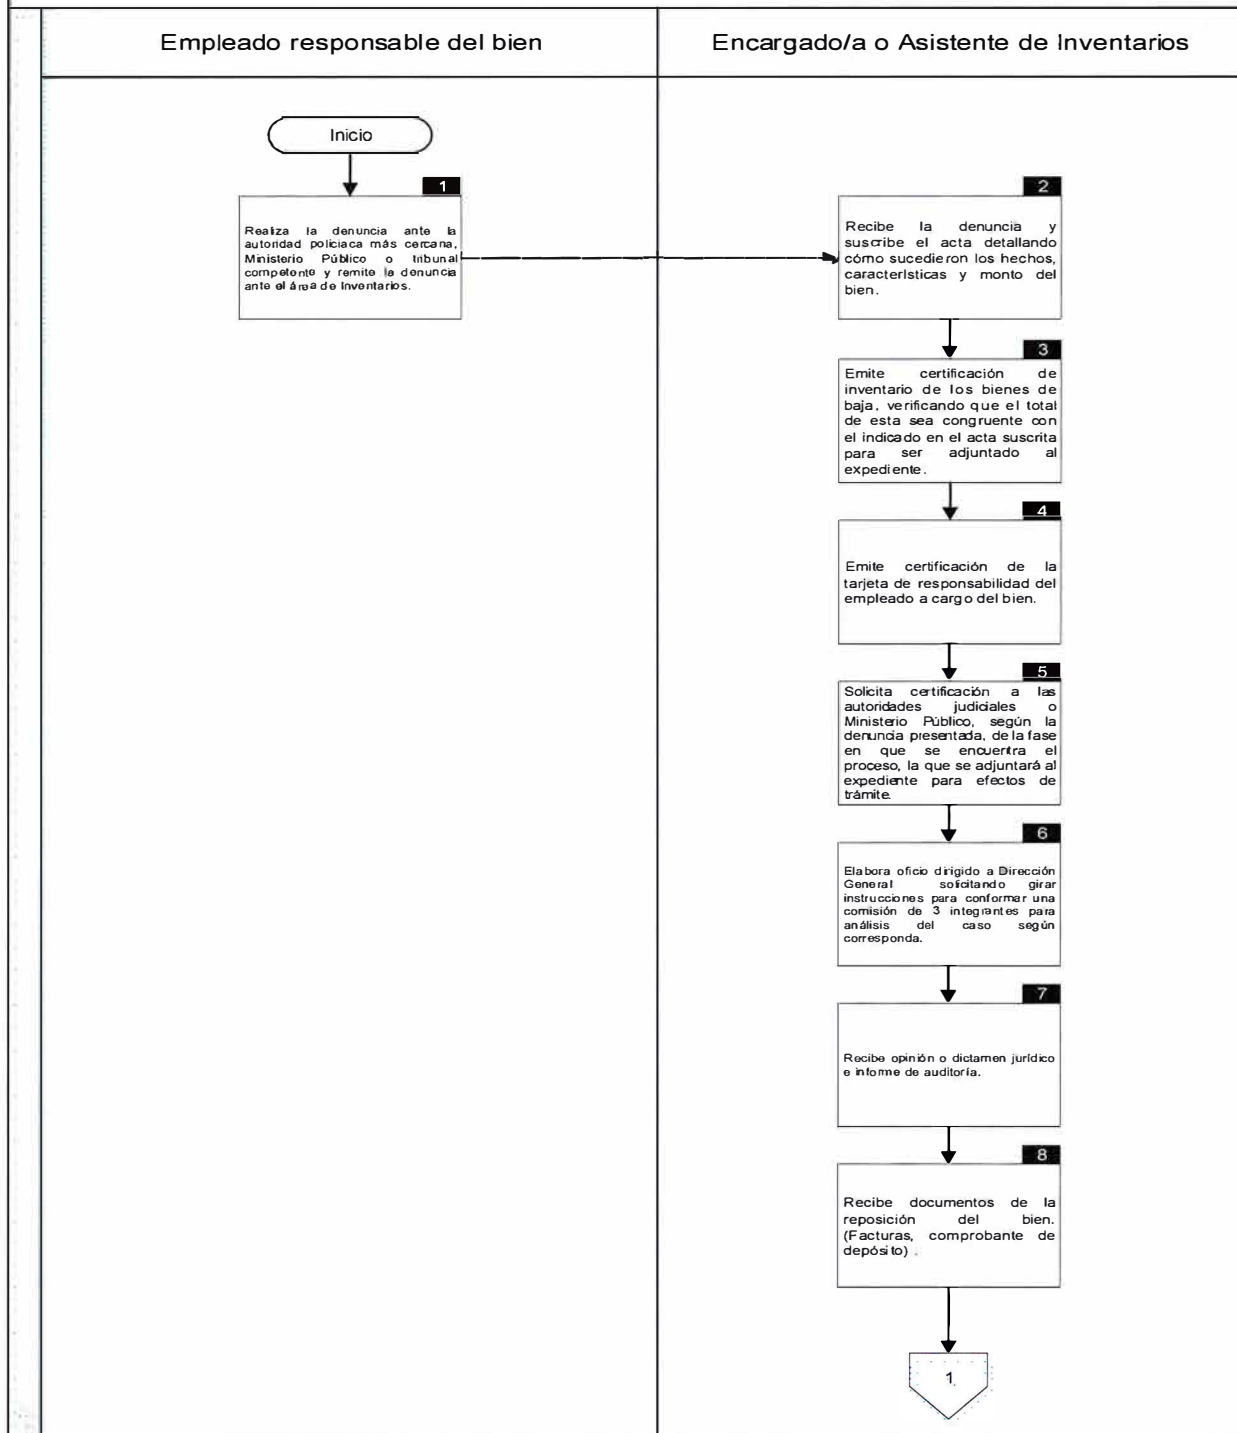 Empleado responsable del bien
Encargado/a o Asistente de Inventarios
Inicio
1
Realiza la denuncia ante la
autoridad policiaca más cercana,
Ministerio Público o tribunal
competente y remite la denuncia
ante el área de Inventarios.
2
Recibe la denuncia y
suscribe el acta detallando
cómo sucedieron los hechos,
características y monto del
bien.
3
Emite certificación de
inventario de los bienes de
baja, verificando que el total
de esta sea congruente con
el indicado en el acta suscrita
para ser adjuntado al
expediente.
4
Emite certificación de la
tarjeta de responsabilidad del
empleado a cargo del bien.
5
Solicita certificación a las
autoridades judiciales o
Ministerio Público, según la
denuncia presentada, de la fase
en que se encuentra el
proceso, la que se adjuntará al
expediente para efectos de
trámite.
6
Elabora oficio dirigido a Dirección
General solicitando girar
instrucciones para conformar una
comisión de 3 integrantes para
análisis del caso según
corresponda.
7
Recibe opinión o dictamen jurídico
e informe de auditoría.
8
Recibe documentos de la
reposición del bien.
(Facturas, comprobante de
depósito) .
1